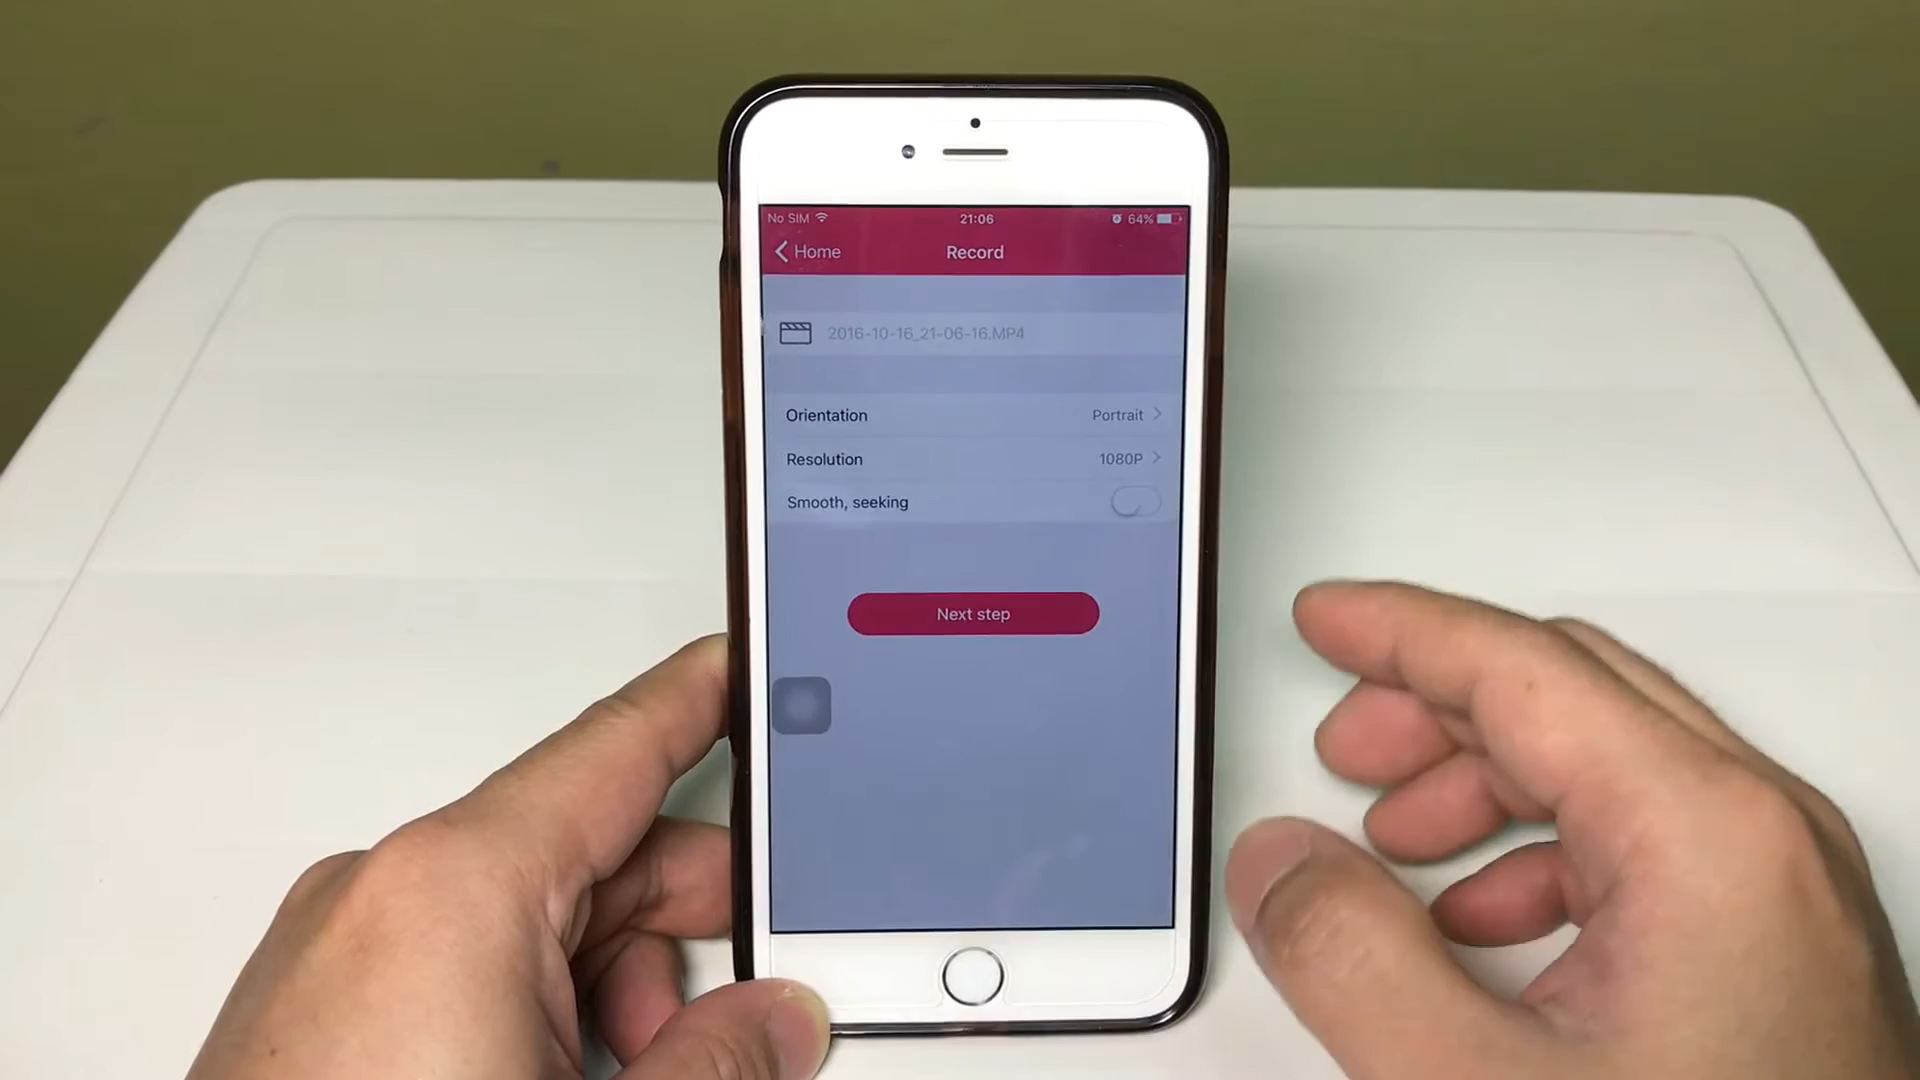 No SIM 21:06 64%
Home Record
2016-10-16_21-06-16.MP4
Orientation Portrait
Resolution 1080P
Smooth, seeking
Next step